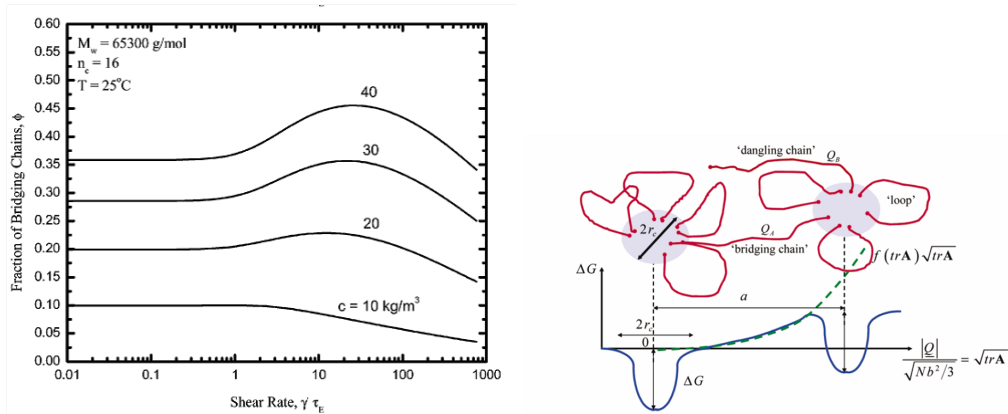 0.60
0.55
0.50
0.45
0.40
0.35
0.30
0.25
0.20
0.15
0.10
0.05
0.00
Fraction of Bridging Chains, ϕ
M_w = 65300 g/mol
n_c = 16
T = 25°C
40
30
20
c = 10 kg/m³
0.01 0.1 1 10 100 1000
Shear Rate, γ̇ τ_E
'dangling chain' Q_B
2r_c
'loop'
Q_A
'bridging chain'
f(trA)√trA
ΔG
a
2r_c
0
ΔG
|Q| / √(Nb²/3) = √trA